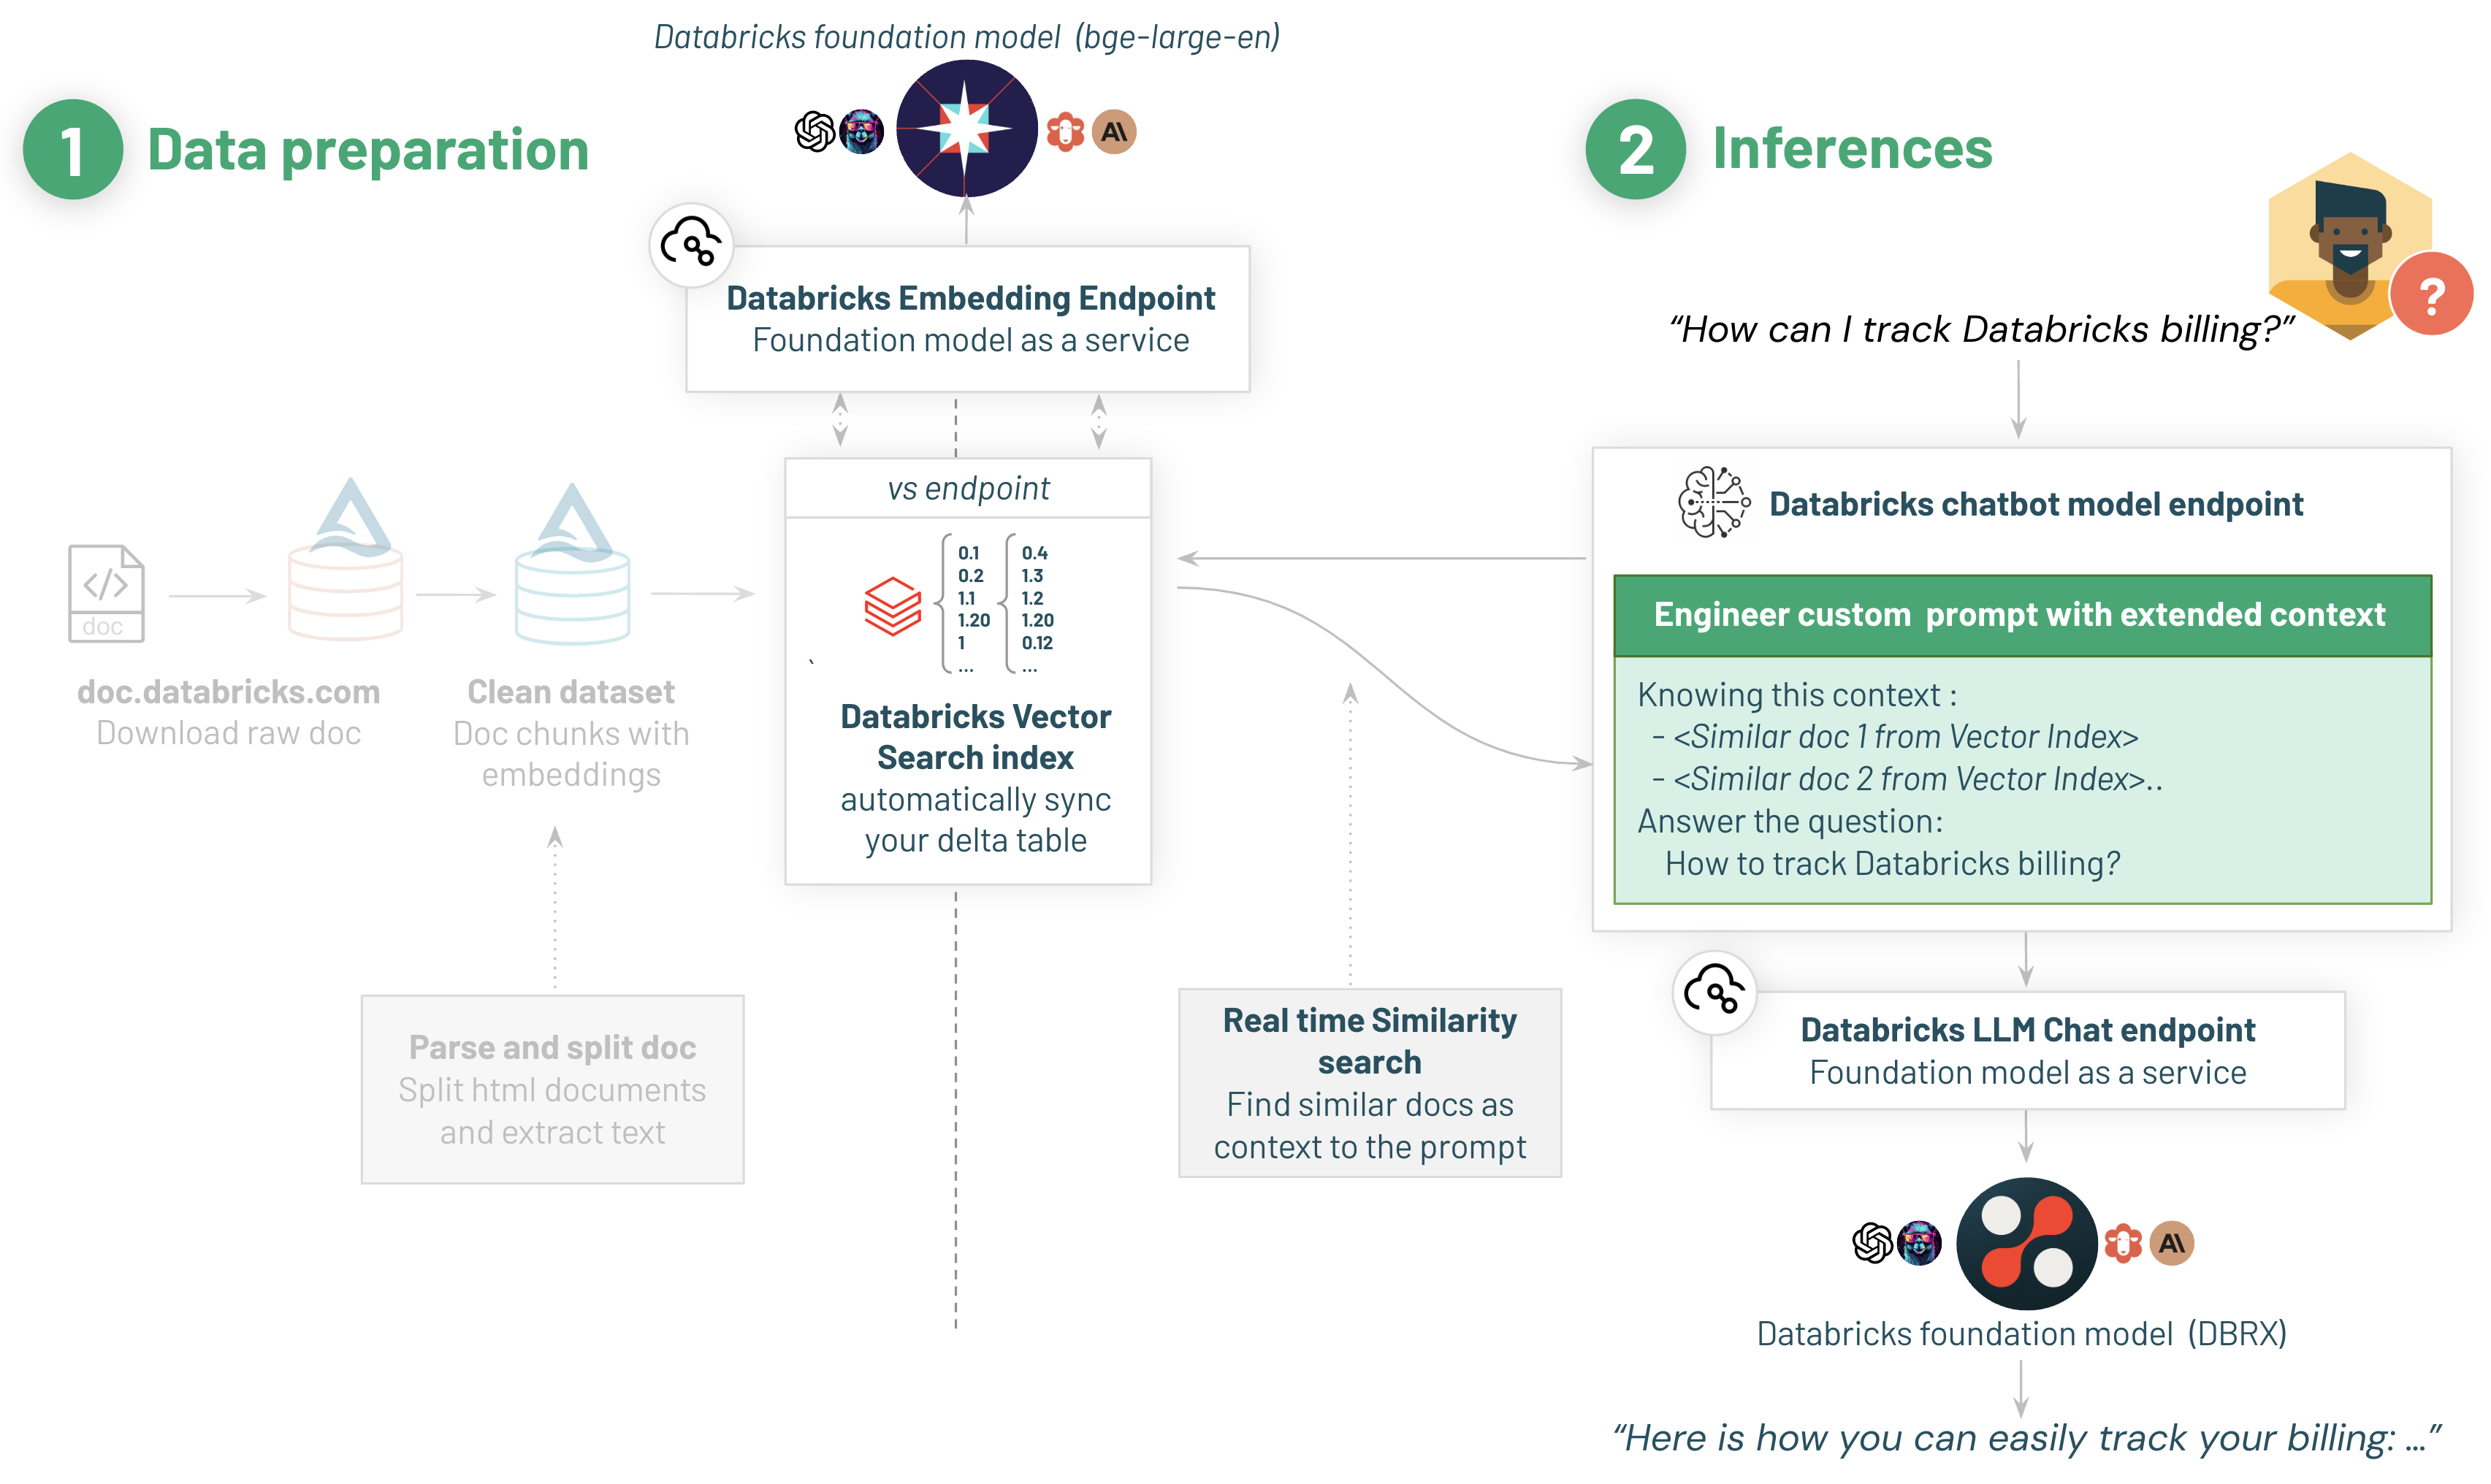 Databricks foundation model (bge-large-en)
1 Data preparation
Databricks Embedding Endpoint
Foundation model as a service
doc
doc.databricks.com
Download raw doc
Clean dataset
Doc chunks with
embeddings
Parse and split doc
Split html documents
and extract text
vs endpoint
0.1
0.2
1.1
1.20
1
...
0.4
1.3
1.2
1.20
0.12
...
`
Databricks Vector
Search index
automatically sync
your delta table
2 Inferences
?
“How can I track Databricks billing?”
Databricks chatbot model endpoint
Engineer custom prompt with extended context
Knowing this context :
- <Similar doc 1 from Vector Index>
- <Similar doc 2 from Vector Index>..
Answer the question:
How to track Databricks billing?
Real time Similarity
search
Find similar docs as
context to the prompt
Databricks LLM Chat endpoint
Foundation model as a service
Databricks foundation model (DBRX)
“Here is how you can easily track your billing: ...”